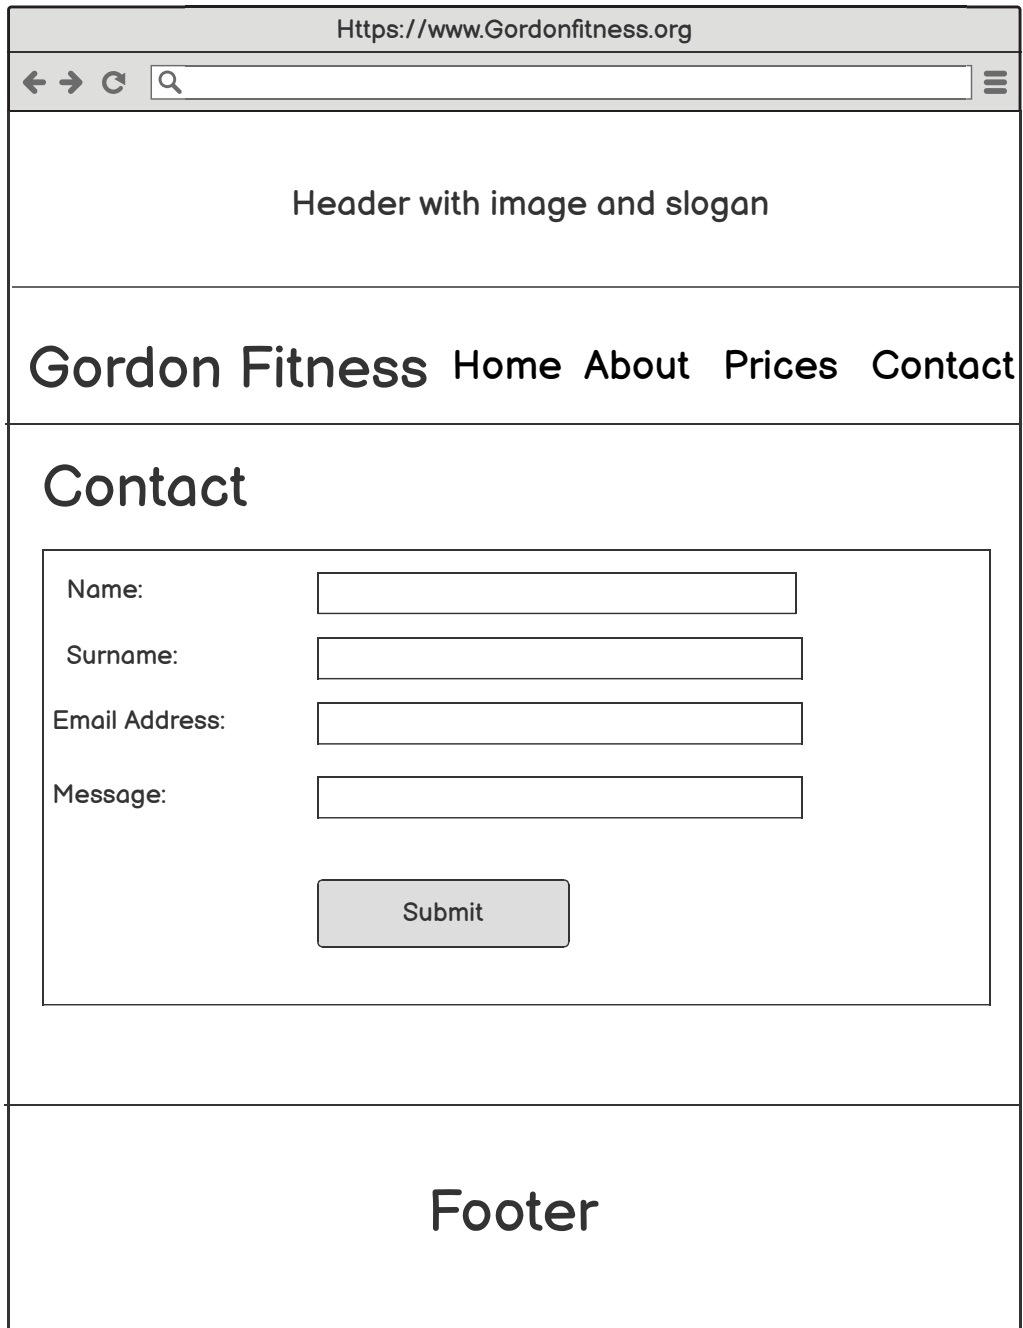 Https://www.Gordonfitness.org
Header with image and slogan
Gordon Fitness Home About Prices Contact
Contact
Name:
Surname:
Email Address:
Message:
Submit
Footer